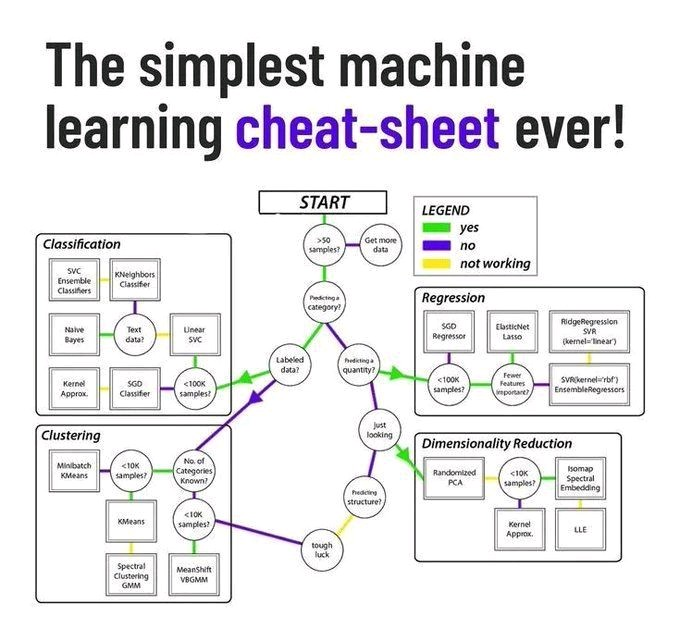 The simplest machine
learning cheat-sheet ever!
START
>50
samples?
Get more
data
LEGEND
yes
no
not working
Predicting a
category?
Classification
SVC
Ensemble
Classifiers
KNeighbors
Classifier
Naive
Bayes
Text
data?
Linear
SVC
Kernel
Approx.
SGD
Classifier
<100K
samples?
Labeled
data?
Predicting a
quantity?
Regression
SGD
Regressor
ElasticNet
Lasso
RidgeRegression
SVR
(kernel='linear')
<100K
samples?
Fewer
Features
Important?
SVR(kernel='rbf')
EnsembleRegressors
Just
looking
Clustering
Minibatch
KMeans
<10K
samples?
No. of
Categories
Known?
KMeans
<10K
samples?
Spectral
Clustering
GMM
MeanShift
VBGMM
Predicting
structure?
tough
luck
Dimensionality Reduction
Randomized
PCA
<10K
samples?
Isomap
Spectral
Embedding
Kernel
Approx.
LLE